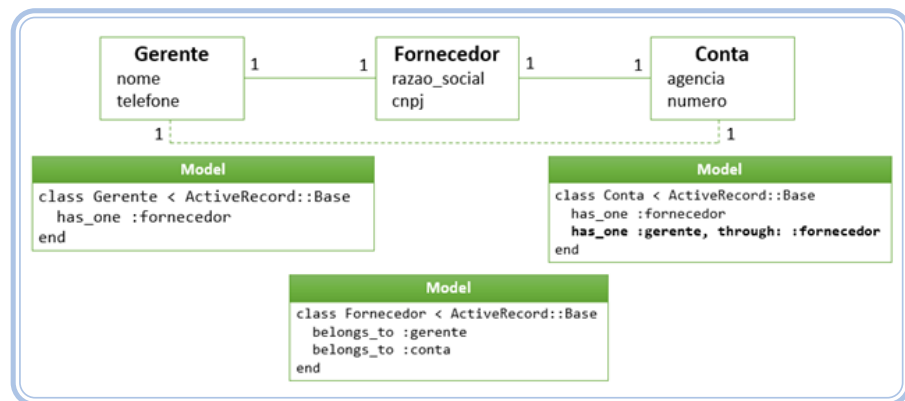 Gerente
nome
telefone
1
1
Fornecedor
razao_social
cnpj
1
1
Conta
agencia
numero
1
1
Model
class Gerente < ActiveRecord::Base
  has_one :fornecedor
end
Model
class Conta < ActiveRecord::Base
  has_one :fornecedor
  has_one :gerente, through: :fornecedor
end
Model
class Fornecedor < ActiveRecord::Base
  belongs_to :gerente
  belongs_to :conta
end